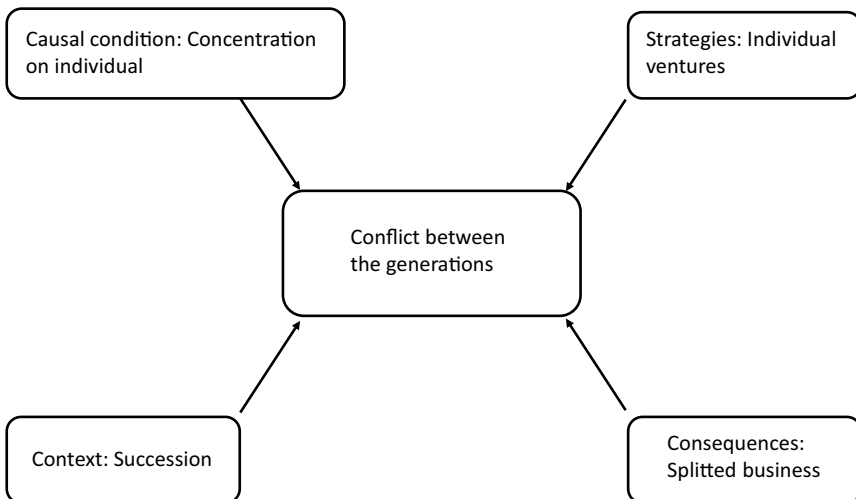 Causal condition: Concentration
on individual
Strategies: Individual
ventures
Conflict between
the generations
Context: Succession
Consequences:
Splitted business